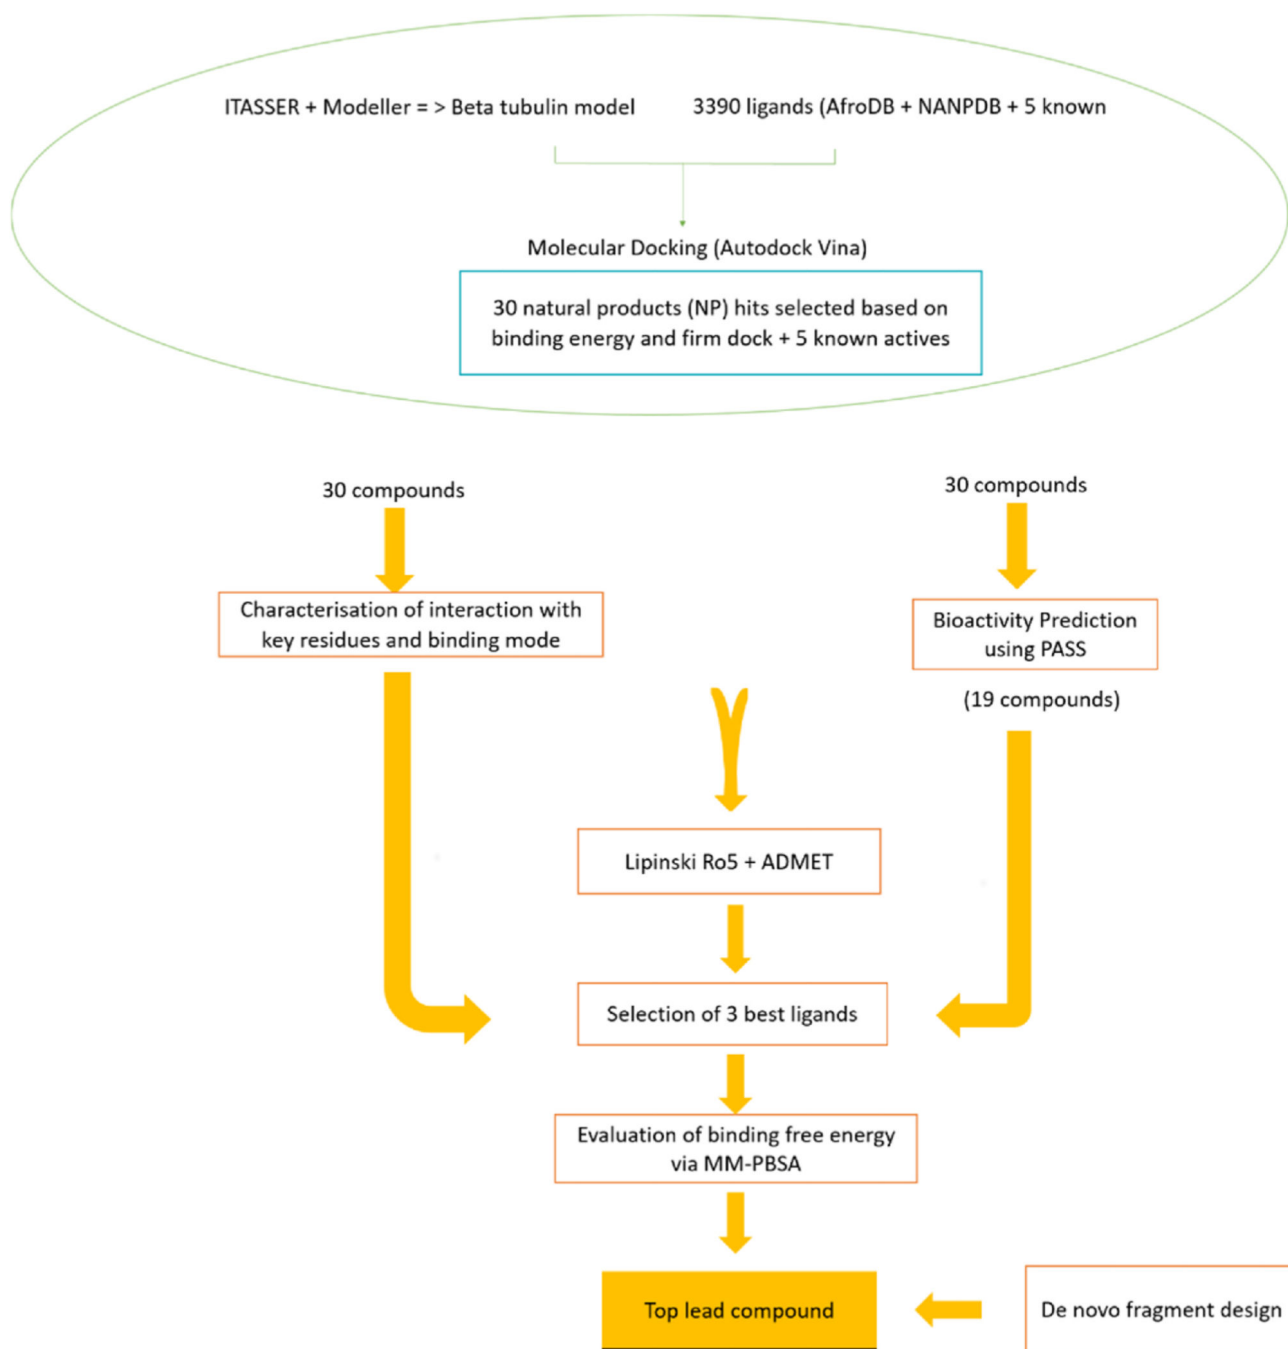 ITASSER + Modeller = > Beta tubulin model
3390 ligands (AfroDB + NANPDB + 5 known
Molecular Docking (Autodock Vina)
30 natural products (NP) hits selected based on
binding energy and firm dock + 5 known actives
30 compounds
30 compounds
Characterisation of interaction with
key residues and binding mode
Bioactivity Prediction
using PASS
(19 compounds)
Lipinski Ro5 + ADMET
Selection of 3 best ligands
Evaluation of binding free energy
via MM-PBSA
Top lead compound
De novo fragment design